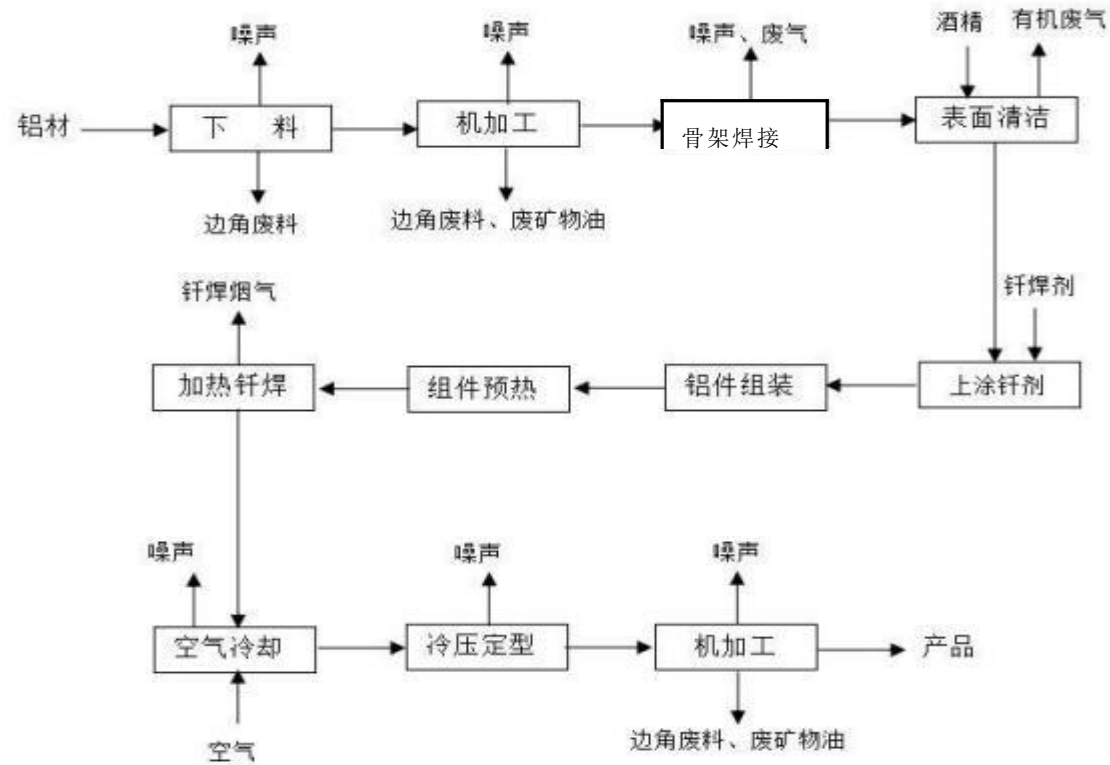 噪声
噪声
噪声、废气
酒精
有机废气
铝材
下 料
机加工
骨架焊接
表面清洁
边角废料
边角废料、废矿物油
钎焊烟气
钎焊剂
加热钎焊
组件预热
铝件组装
上涂钎剂
噪声
噪声
噪声
空气冷却
冷压定型
机加工
产品
空气
边角废料、废矿物油